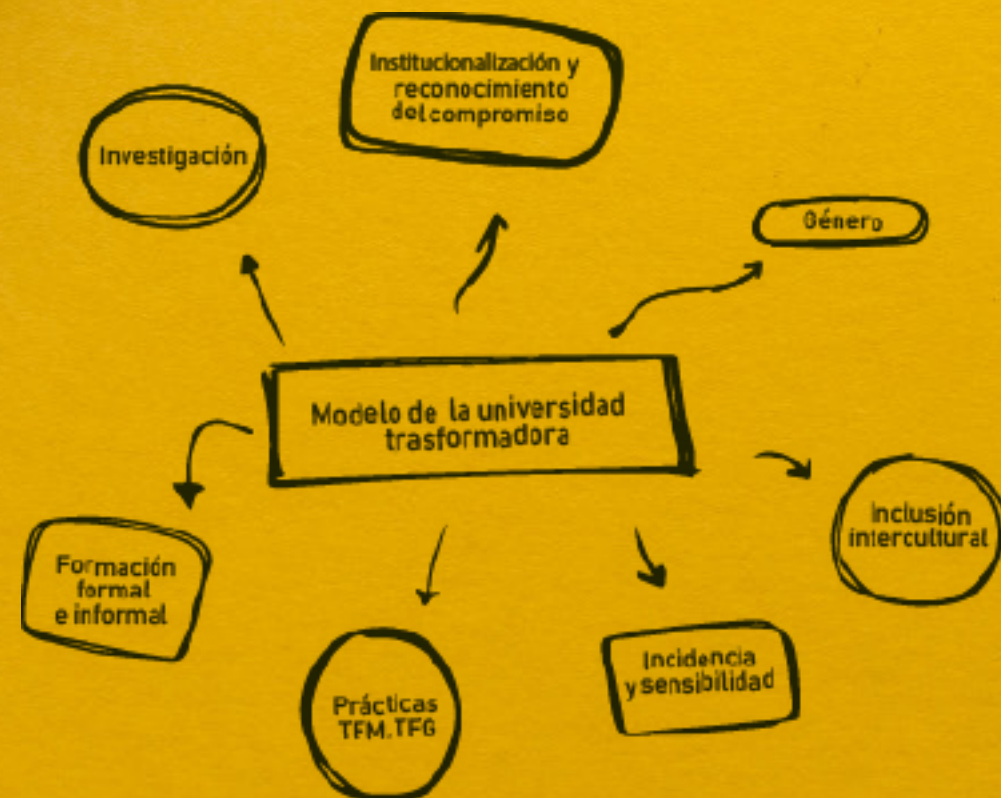 Institucionalización y
reconocimiento
del compromiso
Investigación
Género
Modelo de la universidad
trasformadora
Inclusión
intercultural
Formación
formal
e informal
Incidencia
y sensibilidad
Prácticas
TFM.TFG